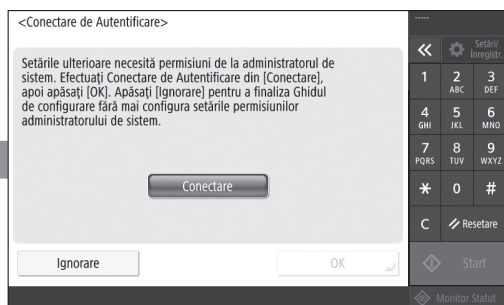 <Conectare de Autentificare>
Setările ulterioare necesită permisiuni de la administratorul de
sistem. Efectuați Conectare de Autentificare din [Conectare],
apoi apăsați [OK]. Apăsați [Ignorare] pentru a finaliza Ghidul
de configurare fără mai configura setările permisiunilor
administratorului de sistem.
Conectare
Ignorare
OK
Setări/
Înregistr.
1
2
ABC
3
DEF
4
GHI
5
JKL
6
MNO
7
PQRS
8
TUV
9
WXYZ
*
0
#
C
Resetare
Start
Monitor Statut